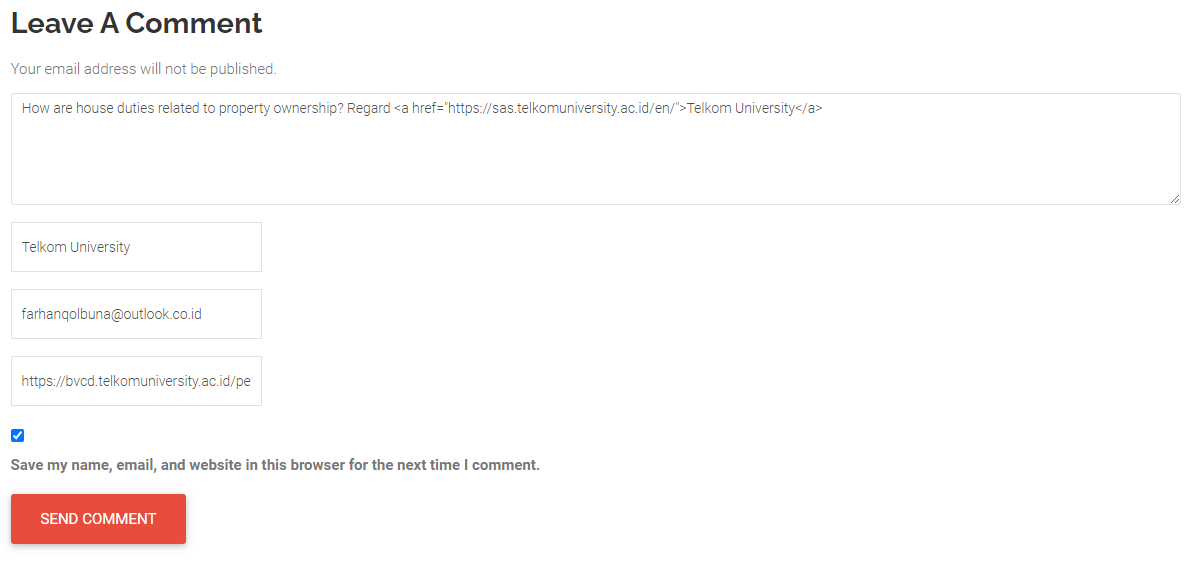 Leave A Comment
Your email address will not be published.
How are house duties related to property ownership? Regard <a href="https://sas.telkomuniversity.ac.id/en/">Telkom University</a>
Telkom University
farhanqolbuna@outlook.co.id
https://bvcd.telkomuniversity.ac.id/pe
Save my name, email, and website in this browser for the next time I comment.
SEND COMMENT